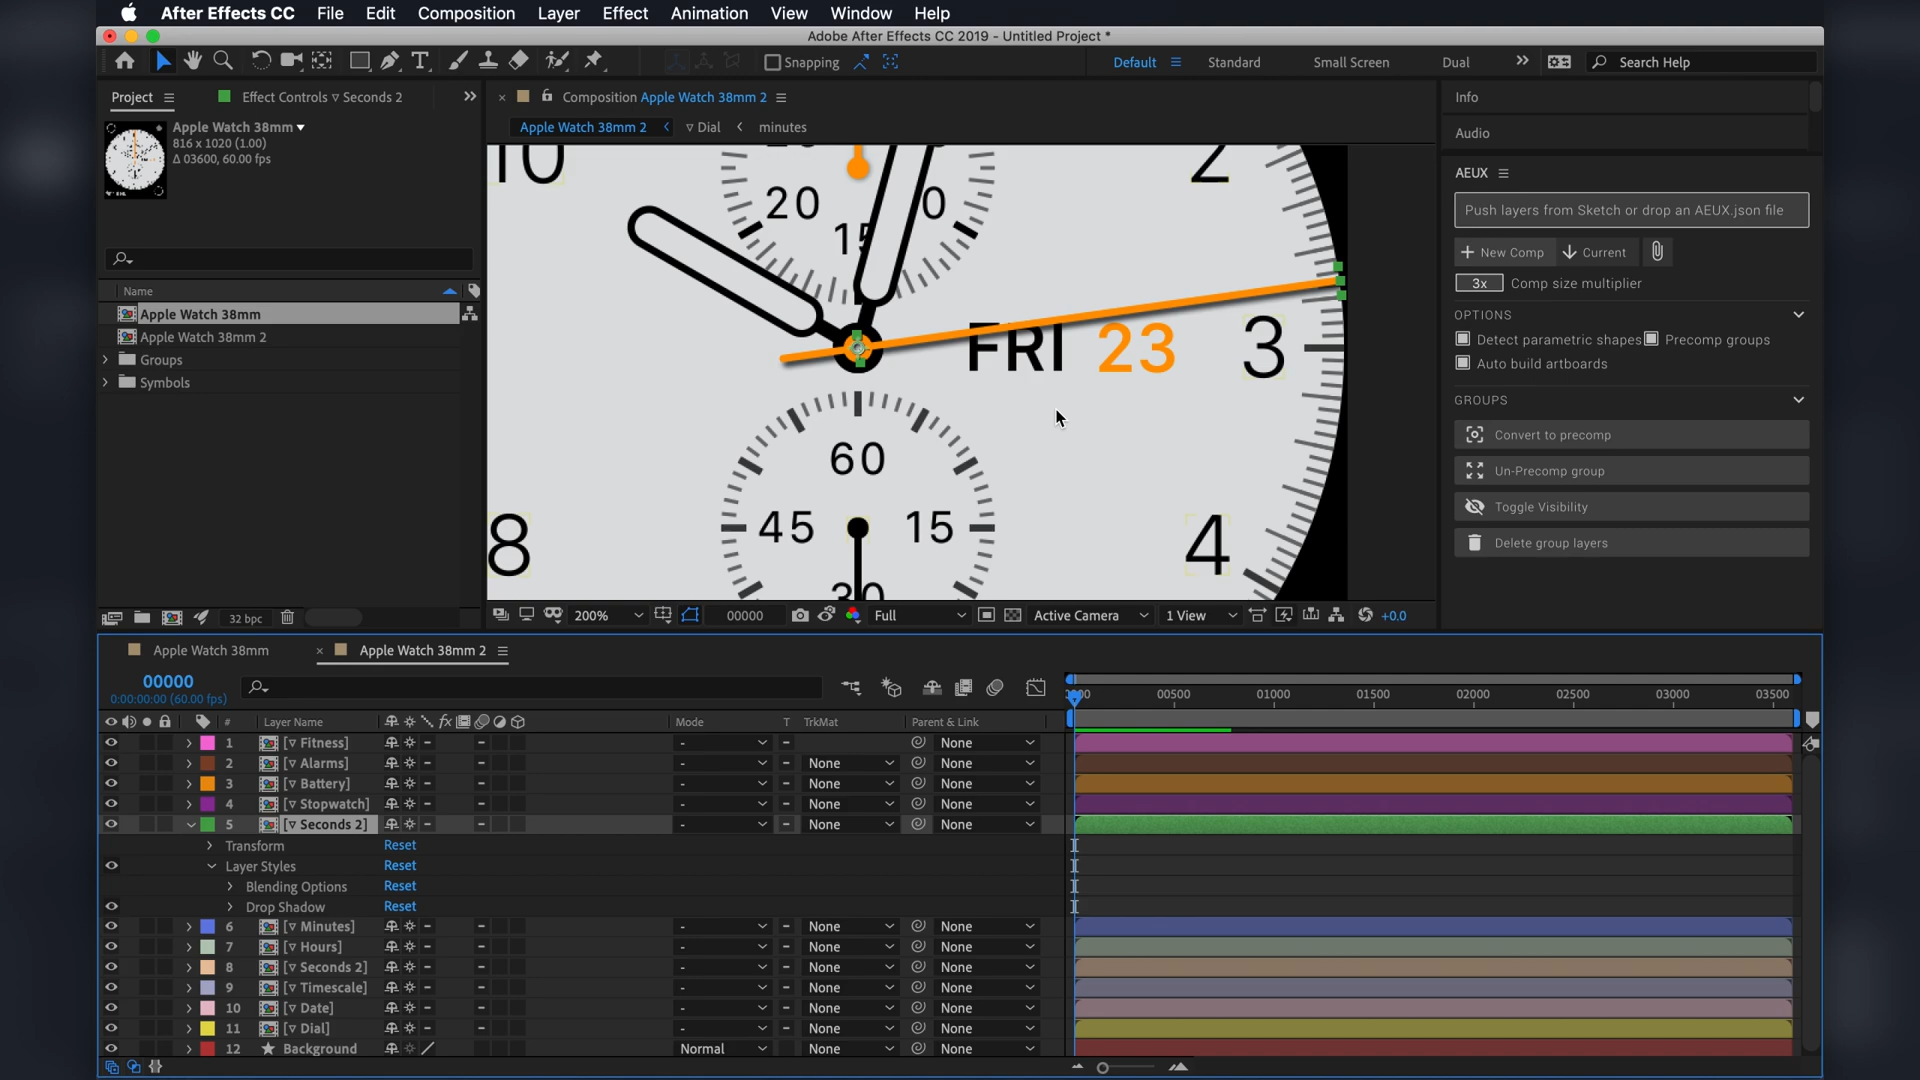 After Effects CC File Edit Composition Layer Effect Animation View Window Help
Adobe After Effects CC 2019 - Untitled Project *
Snapping Default Standard Small Screen Dual Search Help
Project Effect Controls ▿ Seconds 2
Composition Apple Watch 38mm 2
Apple Watch 38mm 2 ▿ Dial minutes
Apple Watch 38mm
816 x 1020 (1.00)
Δ 03600, 60.00 fps
Name
Apple Watch 38mm
Apple Watch 38mm 2
Groups
Symbols
32 bpc
10
2
20
15
FRI 23
3
60
45
15
30
8
4
200%
00000
Full
Active Camera
1 View
+0.0
Info
Audio
AEUX
Push layers from Sketch or drop an AEUX.json file
New Comp Current
3x Comp size multiplier
OPTIONS
Detect parametric shapes Precomp groups
Auto build artboards
GROUPS
Convert to precomp
Un-Precomp group
Toggle Visibility
Delete group layers
Apple Watch 38mm Apple Watch 38mm 2
00000
0:00:00:00 (60.00 fps)
00500 01000 01500 02000 02500 03000 03500
# Layer Name fx Mode T TrkMat Parent & Link
1 [▿ Fitness] - None
2 [▿ Alarms] - None None
3 [▿ Battery] - None None
4 [▿ Stopwatch] - None None
5 [▿ Seconds 2] - None None
Transform Reset
Layer Styles Reset
Blending Options Reset
Drop Shadow Reset
6 [▿ Minutes] - None None
7 [▿ Hours] - None None
8 [▿ Seconds 2] - None None
9 [▿ Timescale] - None None
10 [▿ Date] - None None
11 [▿ Dial] - None None
12 Background Normal None None